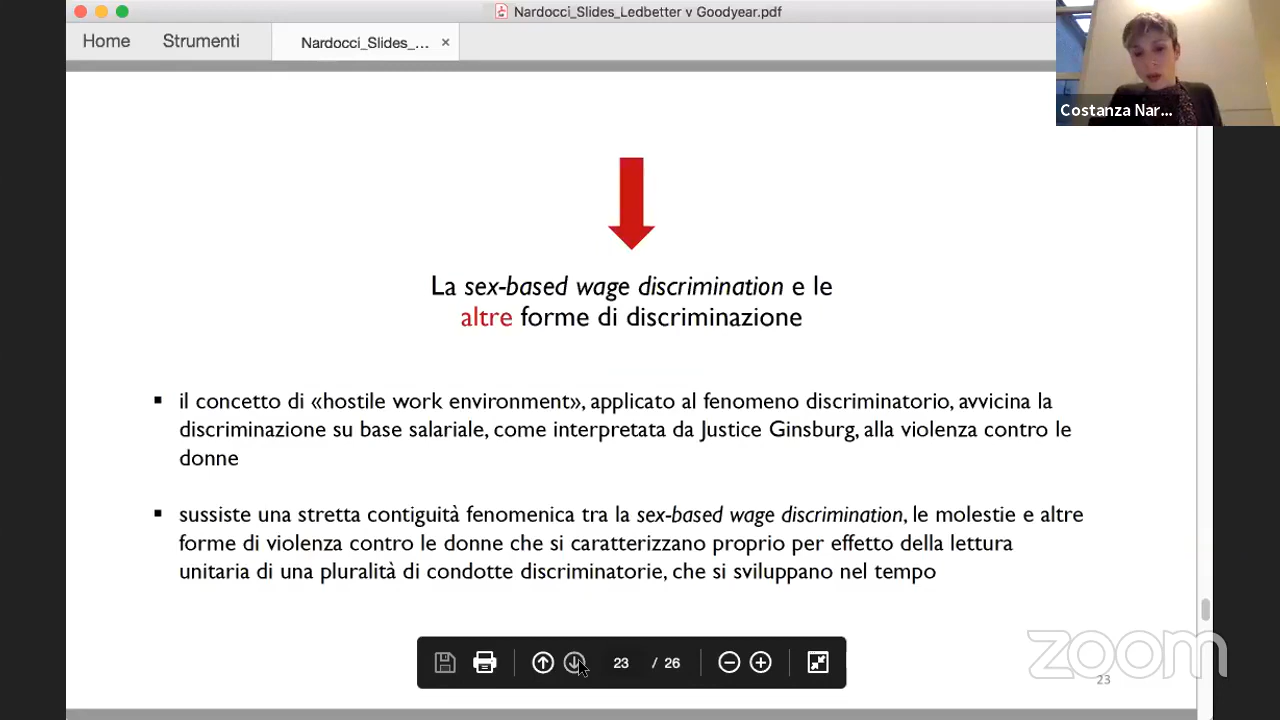 Nardocci_Slides_Ledbetter v Goodyear.pdf
Home Strumenti Nardocci_Slides_... ×
Costanza Nar...
La sex-based wage discrimination e le
altre forme di discriminazione
▪ il concetto di «hostile work environment», applicato al fenomeno discriminatorio, avvicina la
discriminazione su base salariale, come interpretata da Justice Ginsburg, alla violenza contro le
donne
▪ sussiste una stretta contiguità fenomenica tra la sex-based wage discrimination, le molestie e altre
forme di violenza contro le donne che si caratterizzano proprio per effetto della lettura
unitaria di una pluralità di condotte discriminatorie, che si sviluppano nel tempo
23 / 26
zoom
23